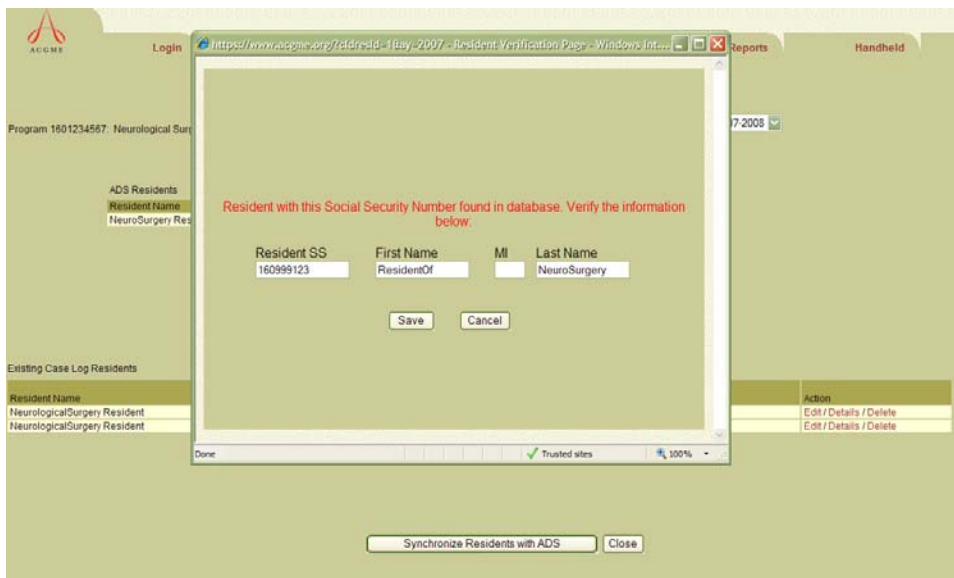 ACGME
Login
Reports
Handheld
https://www.acgme.org/?cfdresId=1&ay=2007 - Resident Verification Page - Windows Int...
Program 1601234567: Neurological Sur
07-2008
ADS Residents
Resident Name
NeuroSurgery Res
Resident with this Social Security Number found in database. Verify the information
below:
Resident SS First Name MI Last Name
160999123 ResidentOf NeuroSurgery
Save Cancel
Existing Case Log Residents
Resident Name Action
NeurologicalSurgery Resident Edit / Details / Delete
NeurologicalSurgery Resident Edit / Details / Delete
Done Trusted sites 100%
Synchronize Residents with ADS Close